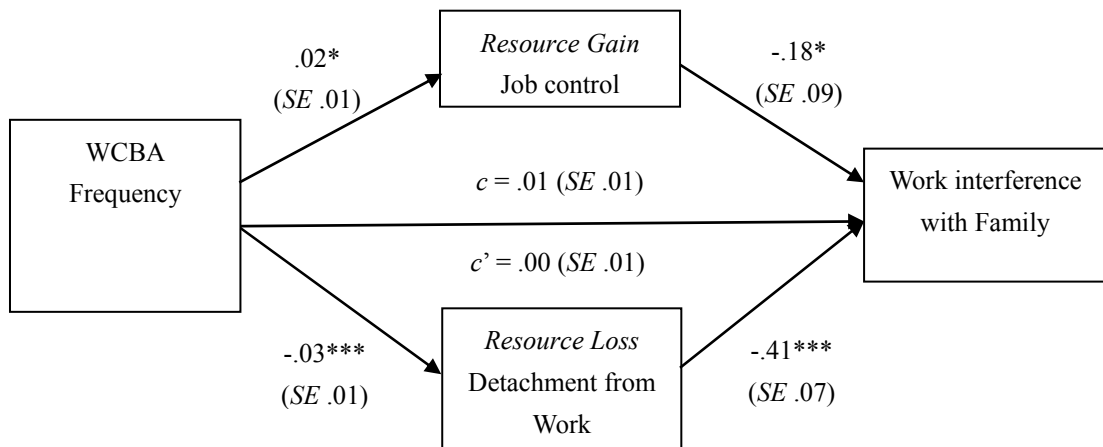 .02*
(SE .01)
Resource Gain
Job control
-.18*
(SE .09)
WCBA
Frequency
c = .01 (SE .01)
c’ = .00 (SE .01)
Work interference
with Family
-.03***
(SE .01)
Resource Loss
Detachment from
Work
-.41***
(SE .07)